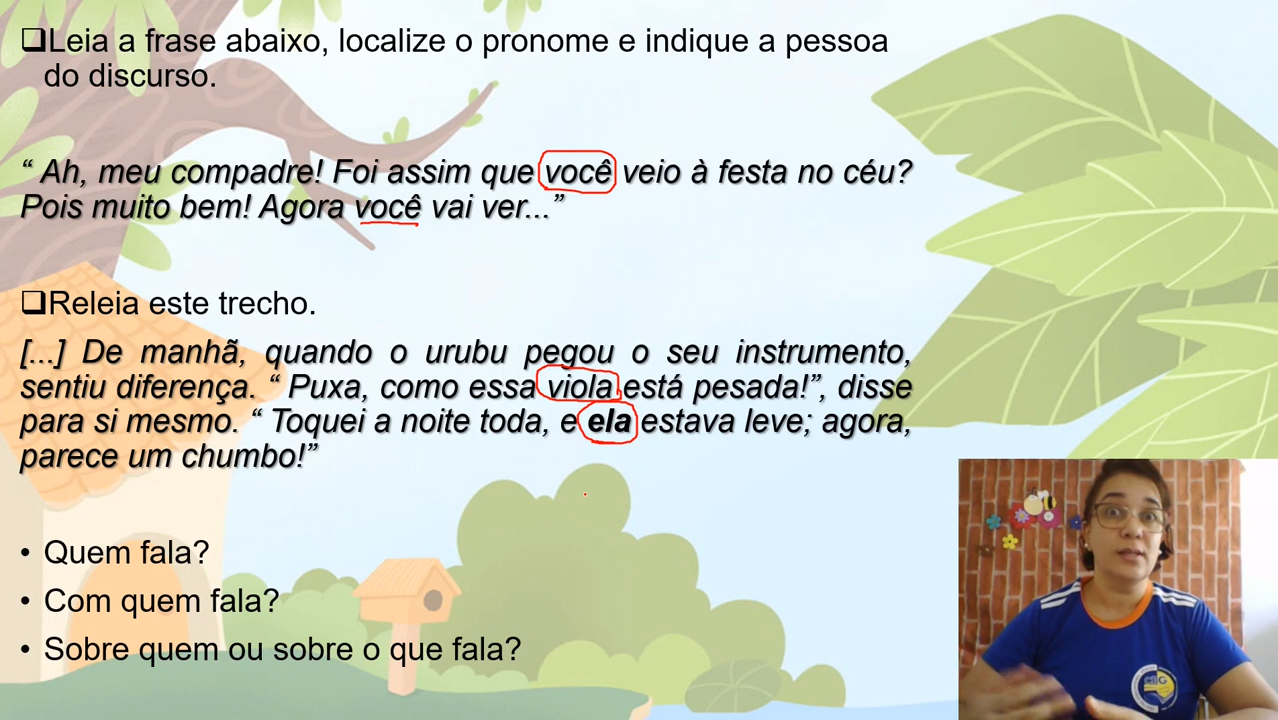 ❑Leia a frase abaixo, localize o pronome e indique a pessoa
do discurso.
“ Ah, meu compadre! Foi assim que você veio à festa no céu?
Pois muito bem! Agora você vai ver...”
❑Releia este trecho.
[...] De manhã, quando o urubu pegou o seu instrumento,
sentiu diferença. “ Puxa, como essa viola está pesada!”, disse
para si mesmo. “ Toquei a noite toda, e ela estava leve; agora,
parece um chumbo!”
• Quem fala?
• Com quem fala?
• Sobre quem ou sobre o que fala?